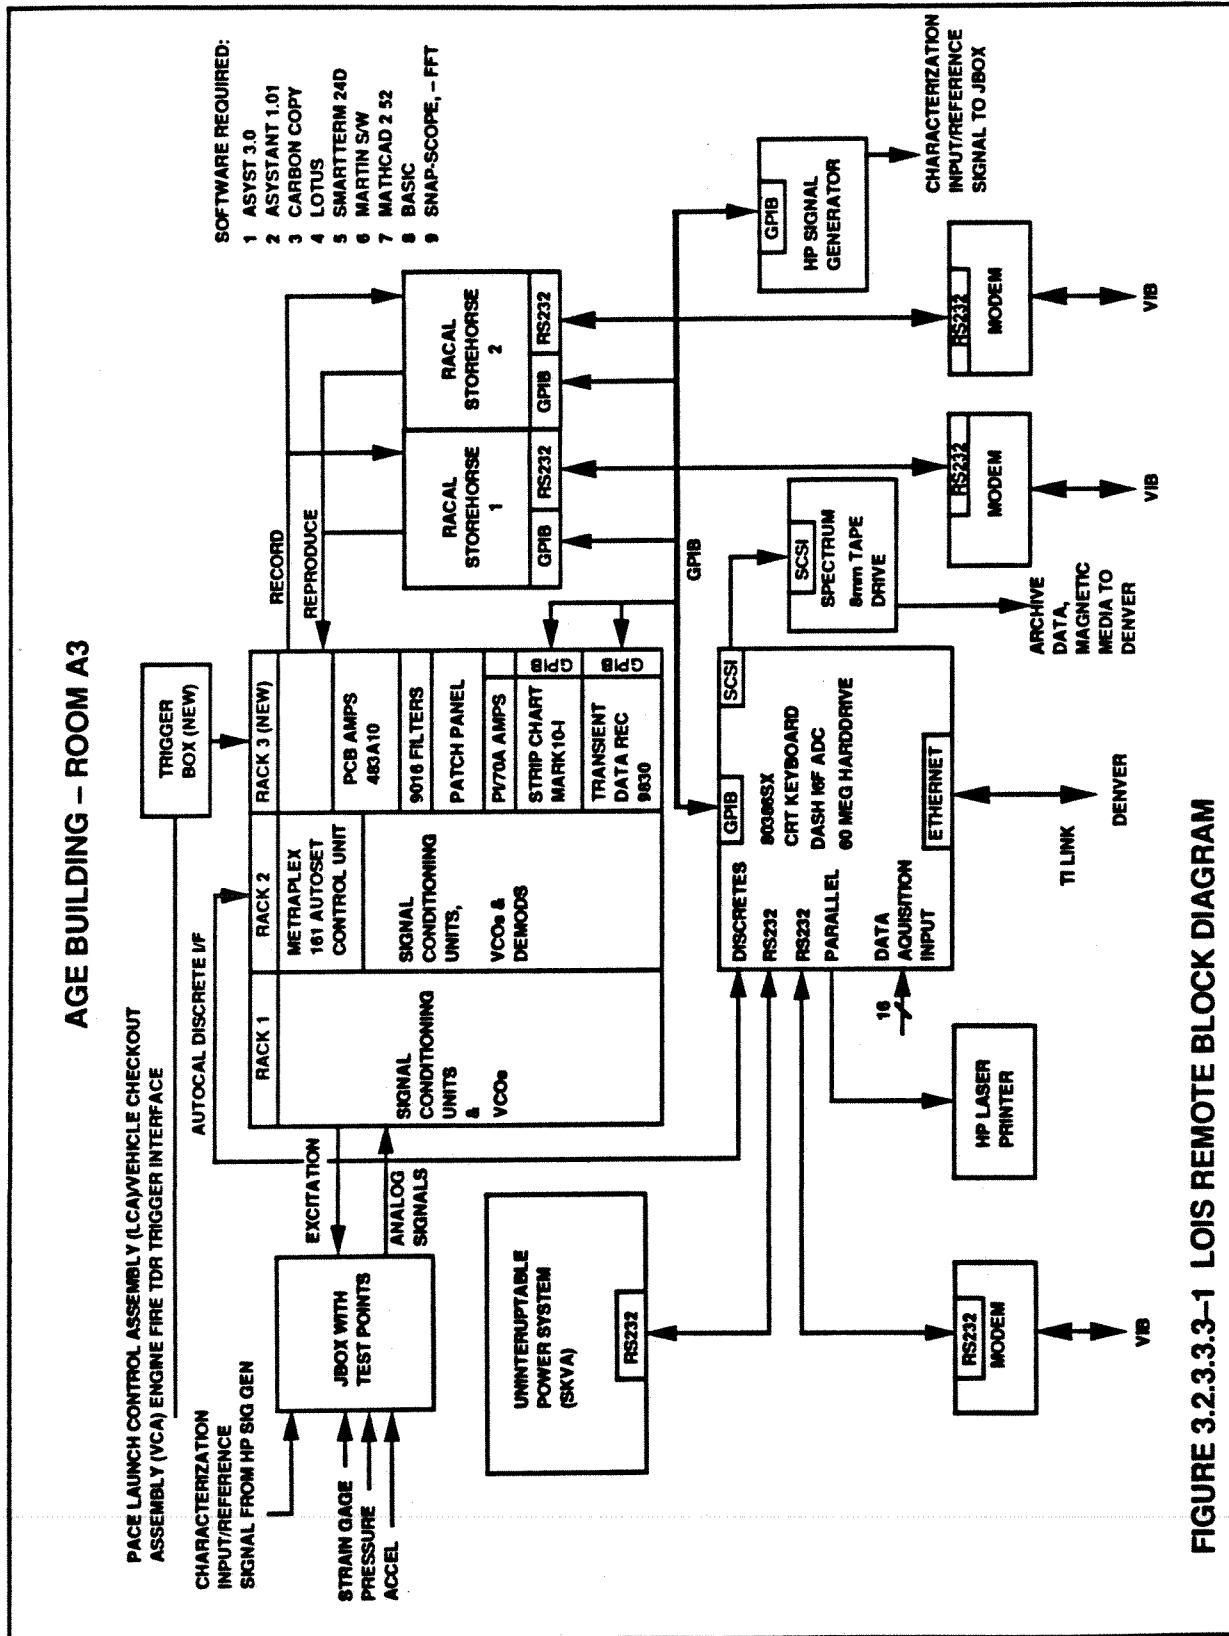 AGE BUILDING – ROOM A3
PACE LAUNCH CONTROL ASSEMBLY (LCA)/VEHICLE CHECKOUT
ASSEMBLY (VCA) ENGINE FIRE TDR TRIGGER INTERFACE
TRIGGER
BOX (NEW)
AUTOCAL DISCRETE I/F
CHARACTERIZATION
INPUT/REFERENCE
SIGNAL FROM HP SIG GEN
STRAIN GAGE
PRESSURE
ACCEL
JBOX WITH
TEST POINTS
EXCITATION
ANALOG
SIGNALS
RACK 1
SIGNAL
CONDITIONING
UNITS
&
VCOs
RACK 2
METRAPLEX
161 AUTOSET
CONTROL UNIT
SIGNAL
CONDITIONING
UNITS,
VCOs &
DEMODS
RACK 3 (NEW)
PCB AMPS
483A10
9016 FILTERS
PATCH PANEL
PV70A AMPS
STRIP CHART
MARK10-I
GPIB
TRANSIENT
DATA REC
9830
GPIB
RECORD
REPRODUCE
RACAL
STOREHORSE
1
GPIB
RS232
RACAL
STOREHORSE
2
GPIB
RS232
SOFTWARE REQUIRED:
1 ASYST 3.0
2 ASYSTANT 1.01
3 CARBON COPY
4 LOTUS
5 SMARTTERM 24D
6 MARTIN S/W
7 MATHCAD 2 52
8 BASIC
9 SNAP-SCOPE, – FFT
GPIB
UNINTERUPTABLE
POWER SYSTEM
(5KVA)
RS232
DISCRETES
RS232
RS232
PARALLEL
DATA
AQUISITION
INPUT
16
GPIB
80386SX
CRT KEYBOARD
DASH 16F ADC
60 MEG HARDDRIVE
SCSI
ETHERNET
SCSI
SPECTRUM
8mm TAPE
DRIVE
ARCHIVE
DATA,
MAGNETIC
MEDIA TO
DENVER
GPIB
HP SIGNAL
GENERATOR
CHARACTERIZATION
INPUT/REFERENCE
SIGNAL TO JBOX
RS232
MODEM
VIB
HP LASER
PRINTER
TI LINK
DENVER
RS232
MODEM
VIB
RS232
MODEM
VIB
FIGURE 3.2.3.3.3–1 LOIS REMOTE BLOCK DIAGRAM